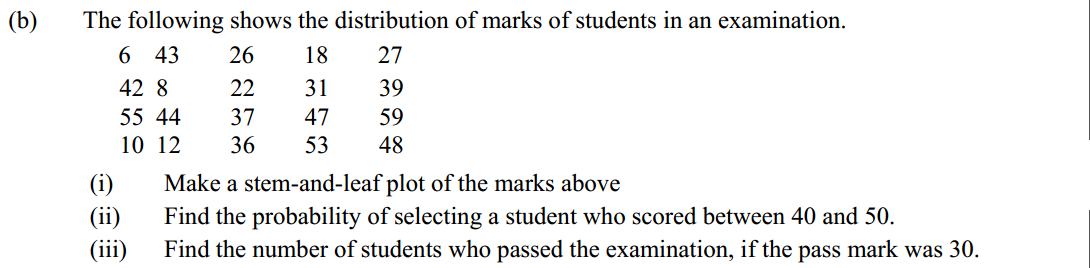 (b) The following shows the distribution of marks of students in an examination.
6 43 26 18 27
42 8 22 31 39
55 44 37 47 59
10 12 36 53 48
(i) Make a stem-and-leaf plot of the marks above
(ii) Find the probability of selecting a student who scored between 40 and 50.
(iii) Find the number of students who passed the examination, if the pass mark was 30.